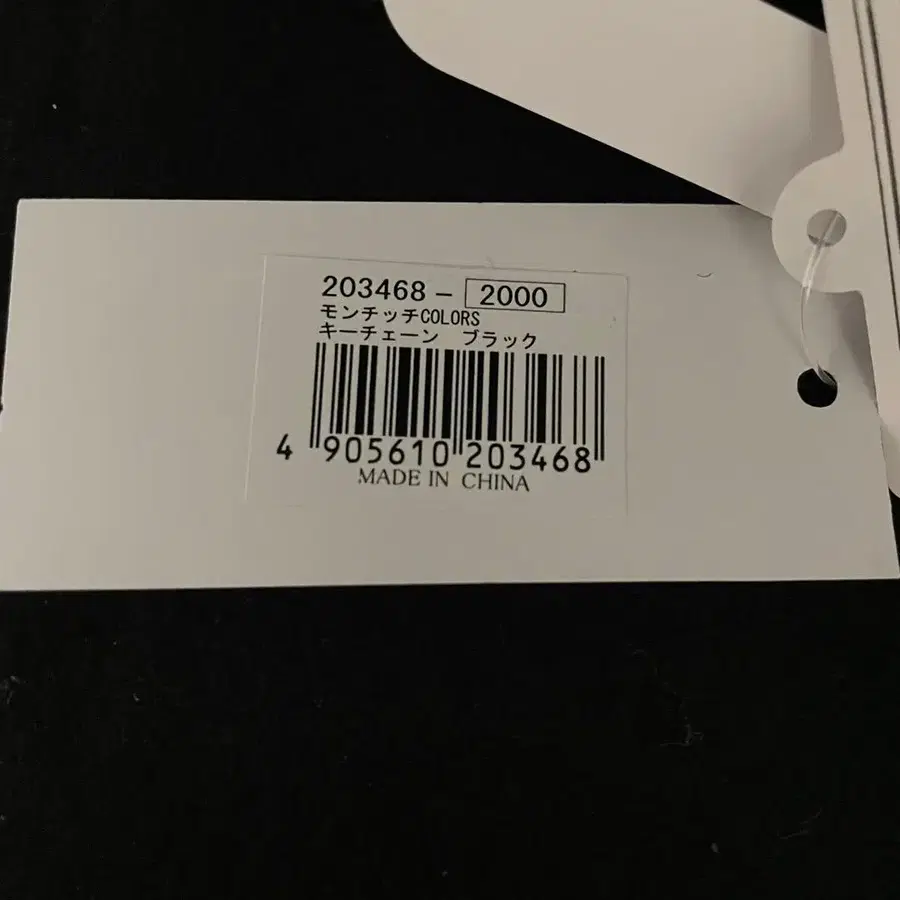 203468 - 2000
モンチッチCOLORS
キーチェーン ブラック
4 905610 203468
MADE IN CHINA